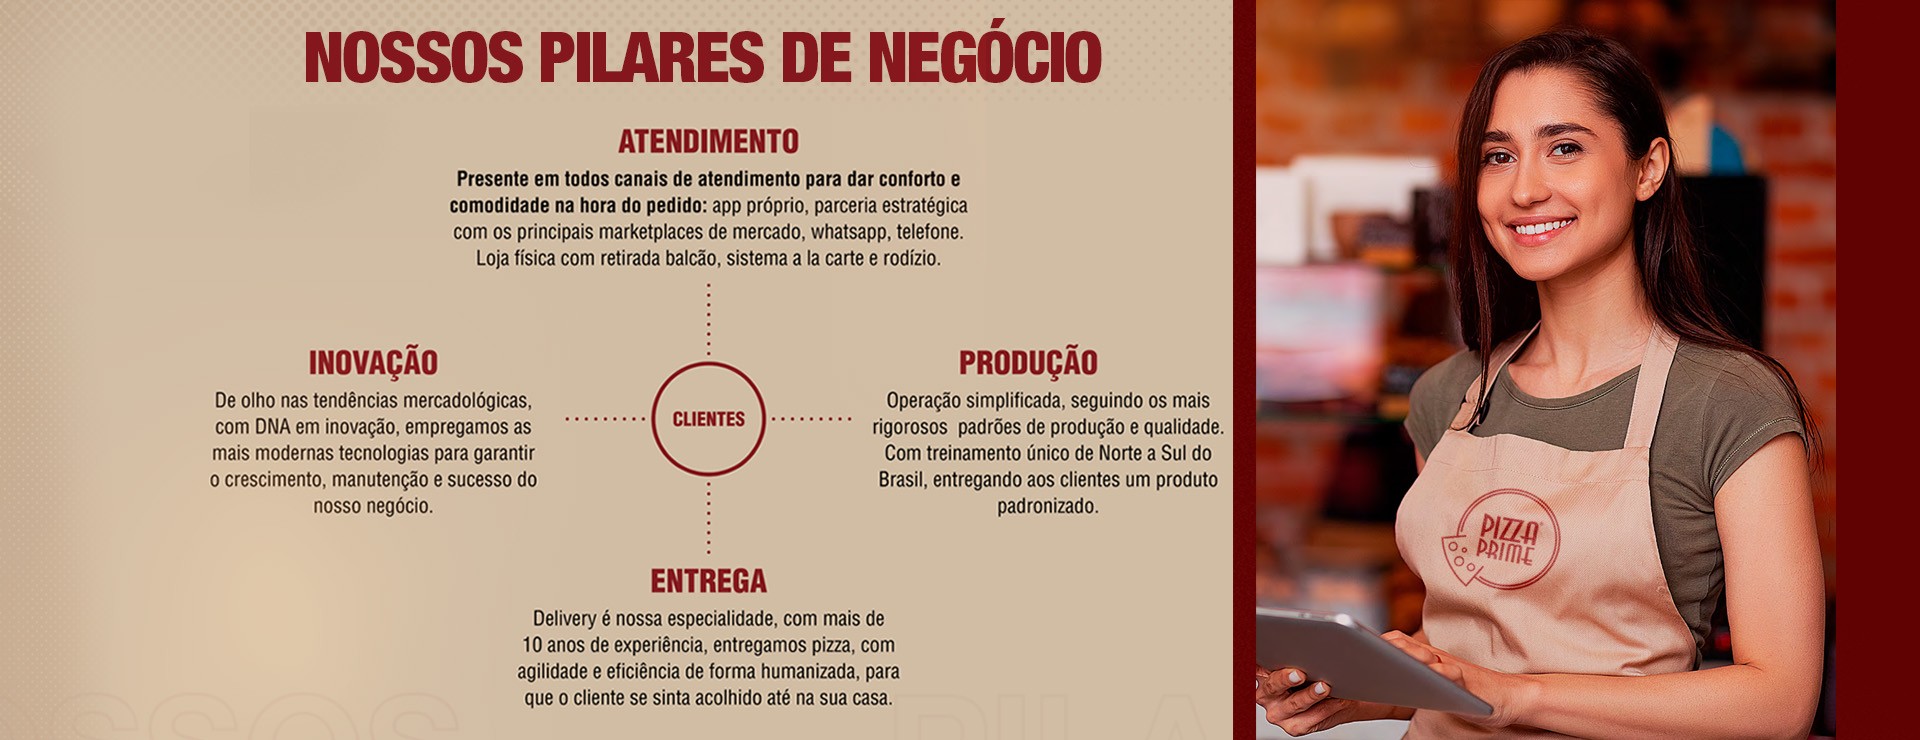 NOSSOS PILARES DE NEGÓCIO
ATENDIMENTO
Presente em todos canais de atendimento para dar conforto e
comodidade na hora do pedido: app próprio, parceria estratégica
com os principais marketplaces de mercado, whatsapp, telefone.
Loja física com retirada balcão, sistema a la carte e rodízio.
INOVAÇÃO
De olho nas tendências mercadológicas,
com DNA em inovação, empregamos as
mais modernas tecnologias para garantir
o crescimento, manutenção e sucesso do
nosso negócio.
CLIENTES
PRODUÇÃO
Operação simplificada, seguindo os mais
rigorosos padrões de produção e qualidade.
Com treinamento único de Norte a Sul do
Brasil, entregando aos clientes um produto
padronizado.
ENTREGA
Delivery é nossa especialidade, com mais de
10 anos de experiência, entregamos pizza, com
agilidade e eficiência de forma humanizada, para
que o cliente se sinta acolhido até na sua casa.
PIZZA
PRIME